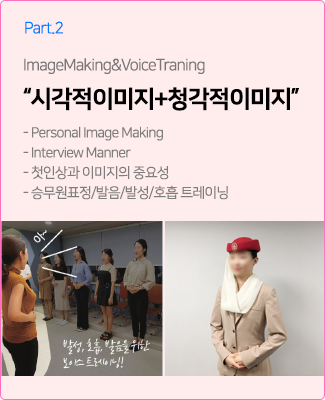 Part.2
ImageMaking&VoiceTraning
“시각적이미지+청각적이미지”
- Personal Image Making
- Interview Manner
- 첫인상과 이미지의 중요성
- 승무원표정/발음/발성/호흡 트레이닝
아~
발성, 호흡, 발음을 위한
보이스 트레이닝!